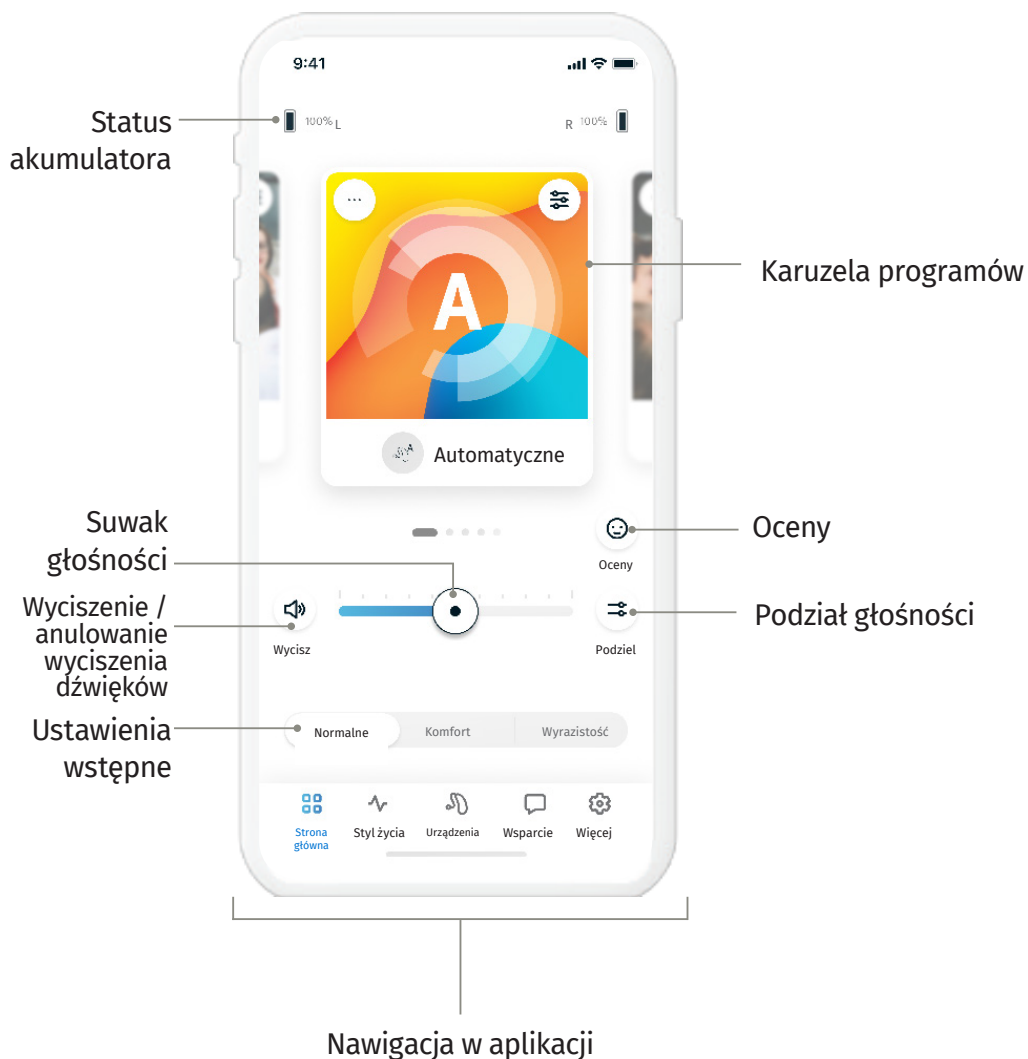 9:41
Status
akumulatora
100% L
R 100%
A
Karuzela programów
Automatyczne
Suwak
głośności
Oceny
Oceny
Wyciszenie /
anulowanie
wyciszenia
dźwięków
Wycisz
Podział głośności
Podziel
Ustawienia
wstępne
Normalne
Komfort
Wyrazistość
Strona
główna
Styl życia
Urządzenia
Wsparcie
Więcej
Nawigacja w aplikacji